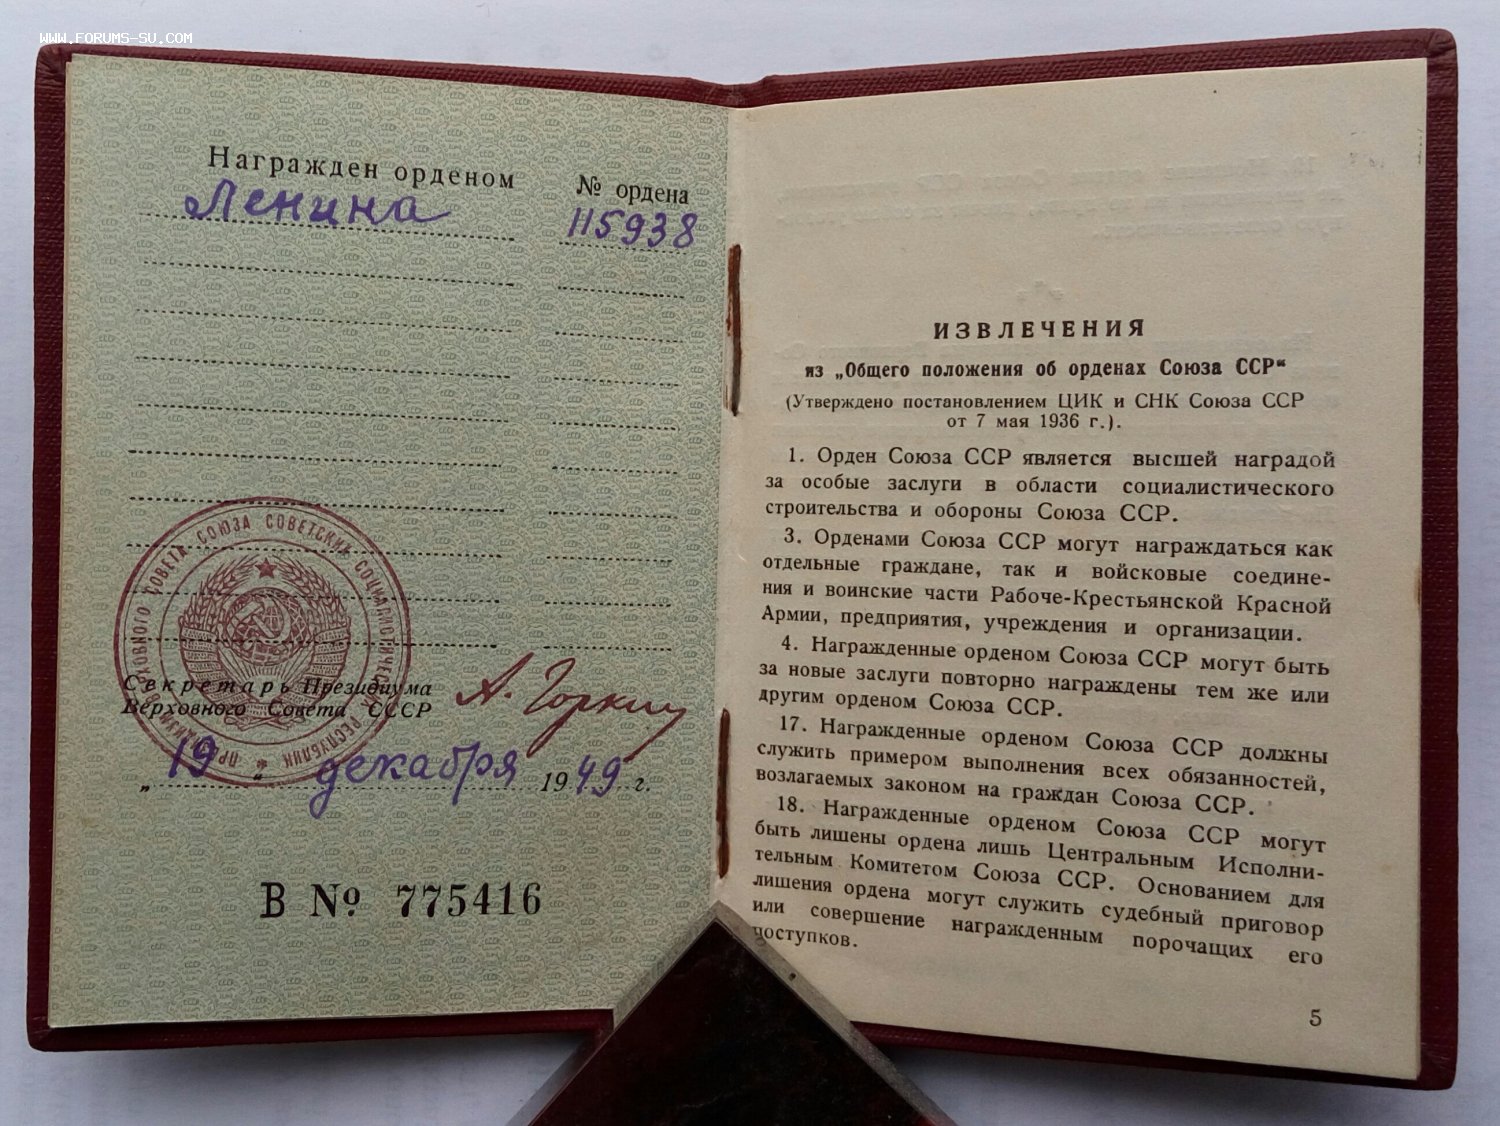 WWW.FORUMS-SU.COM
Награжден орденом № ордена
Ленина 115938
СОВЕТА СОЮЗА СОВЕТСКИХ СОЦИАЛИСТИЧЕСКИХ РЕСПУБЛИК
Секретарь Президиума
Верховного Совета СССР
А. Горкин
„19“ декабря 1949 г.
В № 775416
ИЗВЛЕЧЕНИЯ
из „Общего положения об орденах Союза ССР“
(Утверждено постановлением ЦИК и СНК Союза ССР
от 7 мая 1936 г.).
1. Орден Союза ССР является высшей наградой
за особые заслуги в области социалистического
строительства и обороны Союза ССР.
3. Орденами Союза ССР могут награждаться как
отдельные граждане, так и войсковые соедине-
ния и воинские части Рабоче-Крестьянской Красной
Армии, предприятия, учреждения и организации.
4. Награжденные орденом Союза ССР могут быть
за новые заслуги повторно награждены тем же или
другим орденом Союза ССР.
17. Награжденные орденом Союза ССР должны
служить примером выполнения всех обязанностей,
возлагаемых законом на граждан Союза ССР.
18. Награжденные орденом Союза ССР могут
быть лишены ордена лишь Центральным Исполни-
тельным Комитетом Союза ССР. Основанием для
лишения ордена могут служить судебный приговор
или совершение награжденным порочащих его
поступков.
5